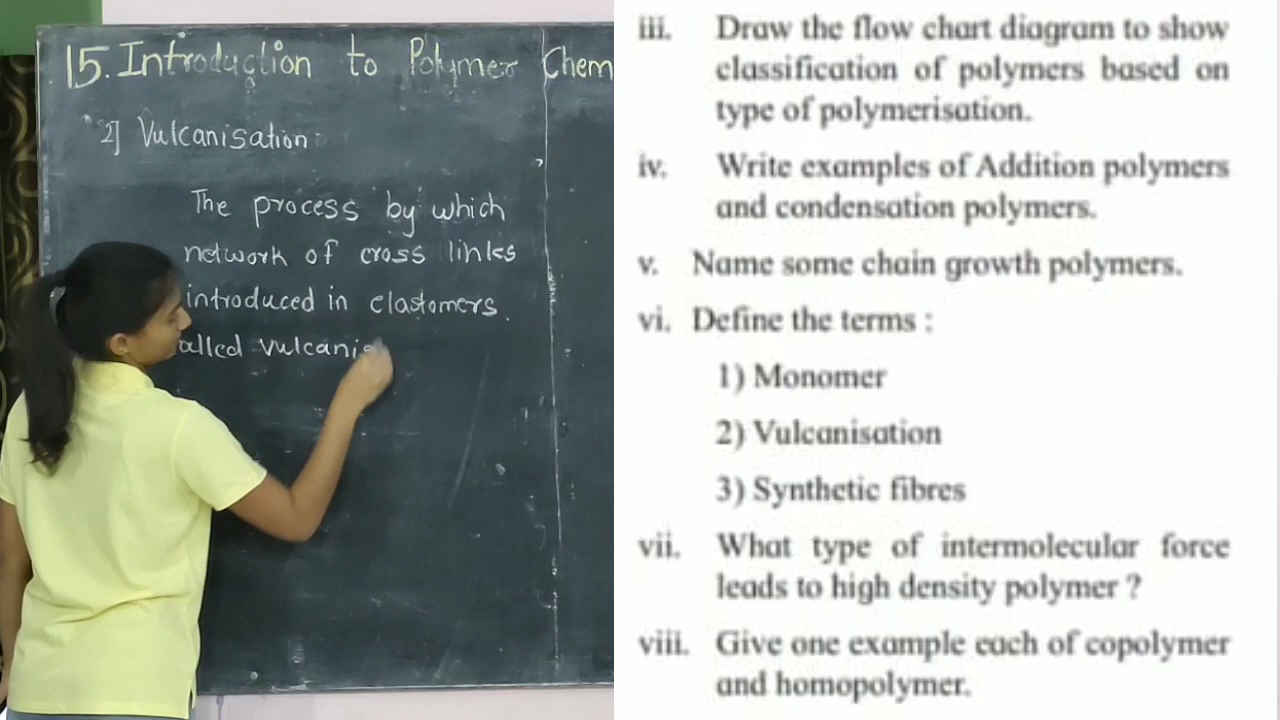 15. Introduction to Polymer Chem
2] Vulcanisation
The process by which
network of cross links
introduced in elastomers.
alled vulcanis
iii. Draw the flow chart diagram to show
classification of polymers based on
type of polymerisation.
iv. Write examples of Addition polymers
and condensation polymers.
v. Name some chain growth polymers.
vi. Define the terms :
1) Monomer
2) Vulcanisation
3) Synthetic fibres
vii. What type of intermolecular force
leads to high density polymer ?
viii. Give one example each of copolymer
and homopolymer.